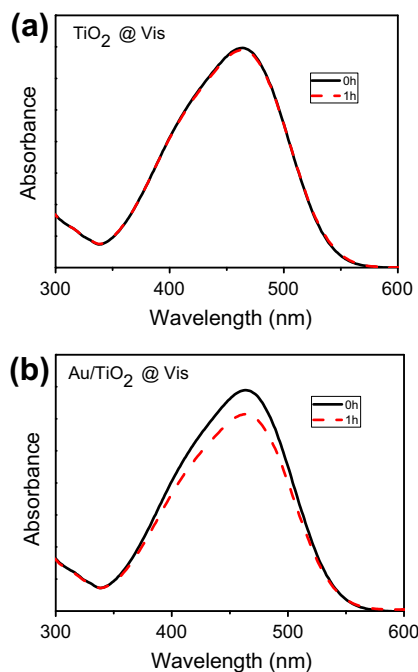 (a)
TiO₂ @ Vis
0h
1h
Absorbance
300 400 500 600
Wavelength (nm)
(b)
Au/TiO₂ @ Vis
0h
1h
Absorbance
300 400 500 600
Wavelength (nm)